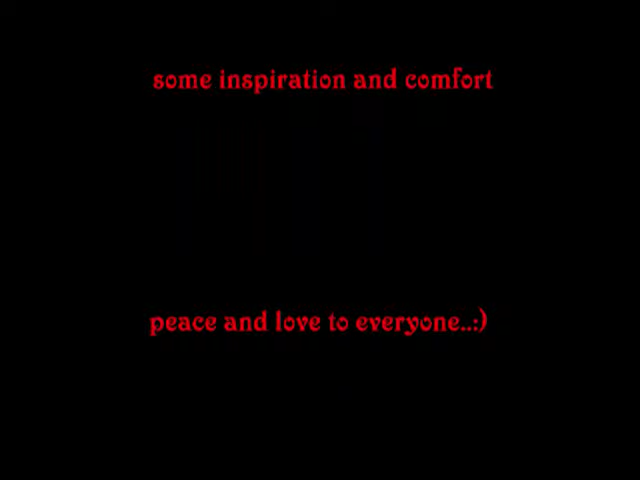 some inspiration and comfort
peace and love to everyone..:)